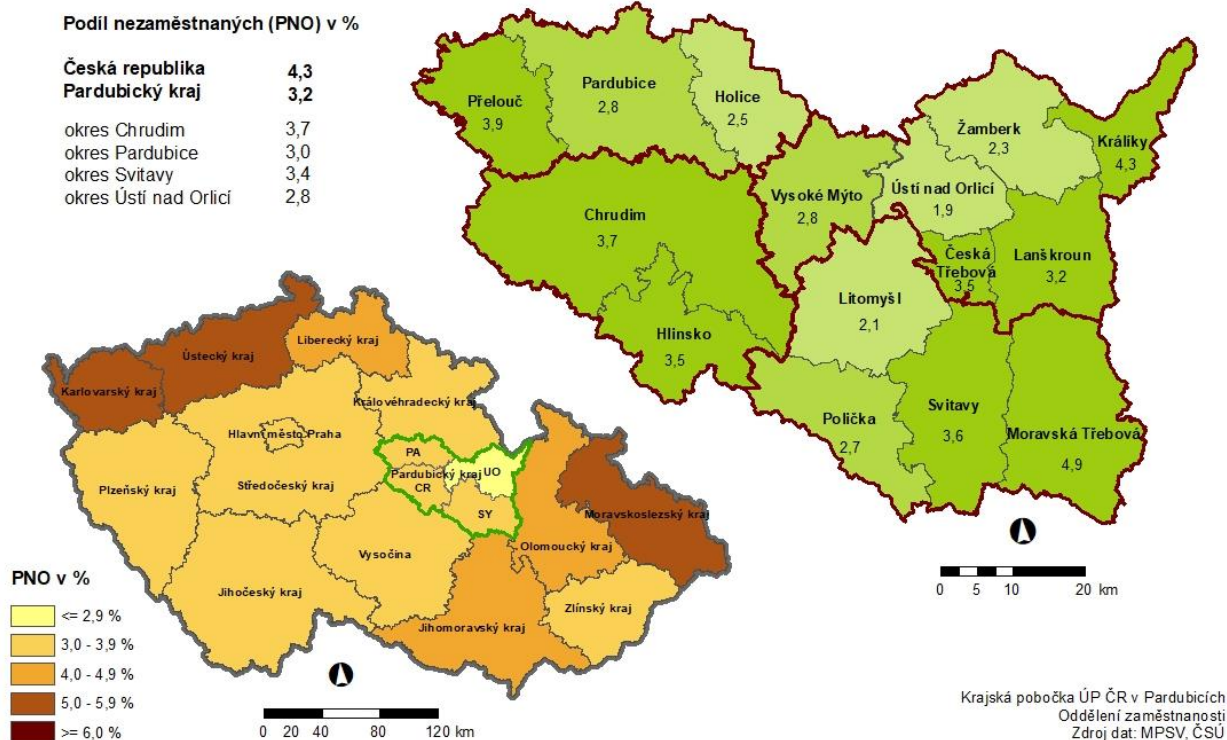 Podíl nezaměstnaných (PNO) v %
Česká republika 4,3
Pardubický kraj 3,2
okres Chrudim 3,7
okres Pardubice 3,0
okres Svitavy 3,4
okres Ústí nad Orlicí 2,8
Přelouč
3,9
Pardubice
2,8
Holice
2,5
Žamberk
2,3
Králíky
4,3
Vysoké Mýto
2,8
Ústí nad Orlicí
1,9
Chrudim
3,7
Česká
Třebová
3,5
Lanškroun
3,2
Litomyšl
2,1
Hlinsko
3,5
Polička
2,7
Svitavy
3,6
Moravská Třebová
4,9
0 5 10 20 km
Karlovarský kraj
Ústecký kraj
Liberecký kraj
Královéhradecký kraj
Hlavní město Praha
Středočeský kraj
Plzeňský kraj
PA
Pardubický kraj
UO
CR
SY
Moravskoslezský kraj
Olomoucký kraj
Vysočina
Jihočeský kraj
Jihomoravský kraj
Zlínský kraj
PNO v %
<= 2,9 %
3,0 - 3,9 %
4,0 - 4,9 %
5,0 - 5,9 %
>= 6,0 %
0 20 40 80 120 km
Krajská pobočka ÚP ČR v Pardubicích
Oddělení zaměstnanosti
Zdroj dat: MPSV, ČSÚ